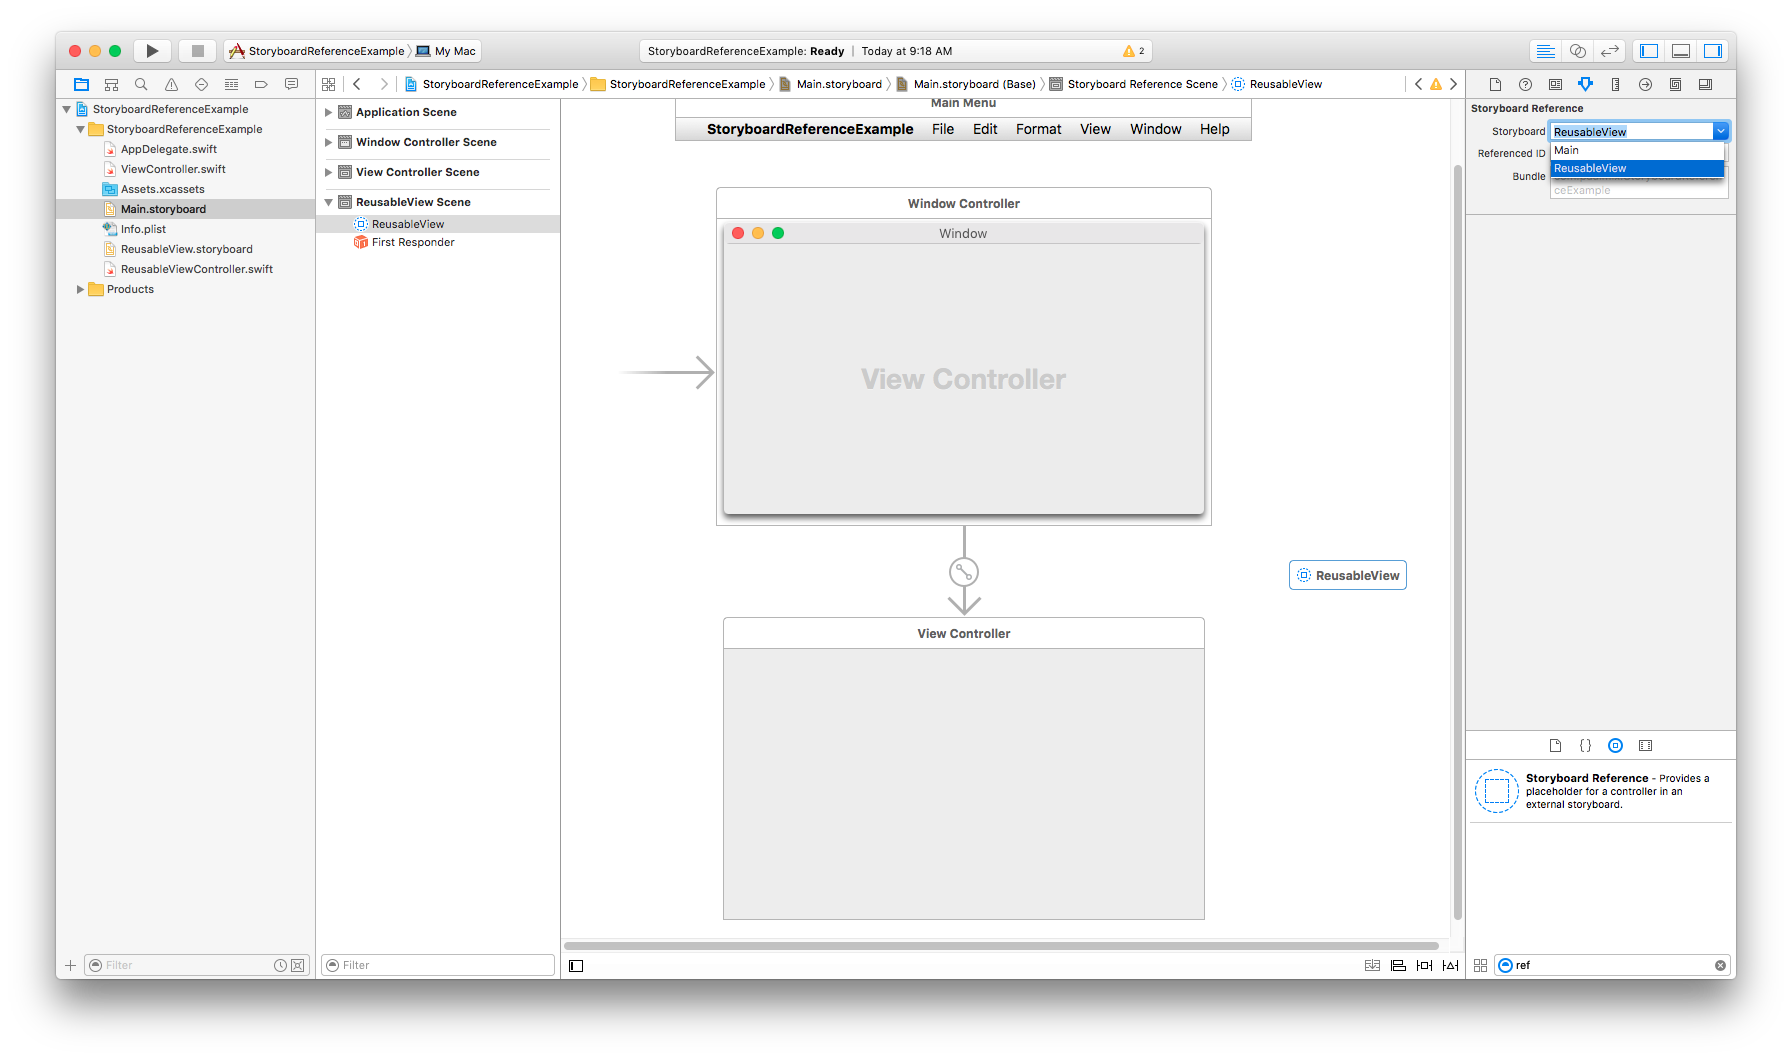 StoryboardReferenceExample My Mac
StoryboardReferenceExample: Ready | Today at 9:18 AM 2
StoryboardReferenceExample StoryboardReferenceExample Main.storyboard Main.storyboard (Base) Storyboard Reference Scene ReusableView
StoryboardReferenceExample
StoryboardReferenceExample
AppDelegate.swift
ViewController.swift
Assets.xcassets
Main.storyboard
Info.plist
ReusableView.storyboard
ReusableViewController.swift
Products
Filter
Application Scene
Window Controller Scene
View Controller Scene
ReusableView Scene
ReusableView
First Responder
Filter
Main Menu
StoryboardReferenceExample File Edit Format View Window Help
Window Controller
Window
View Controller
ReusableView
View Controller
Storyboard Reference
Storyboard ReusableView
Main
ReusableView
Referenced ID
Bundle
ceExample
Storyboard Reference - Provides a
placeholder for a controller in an
external storyboard.
ref